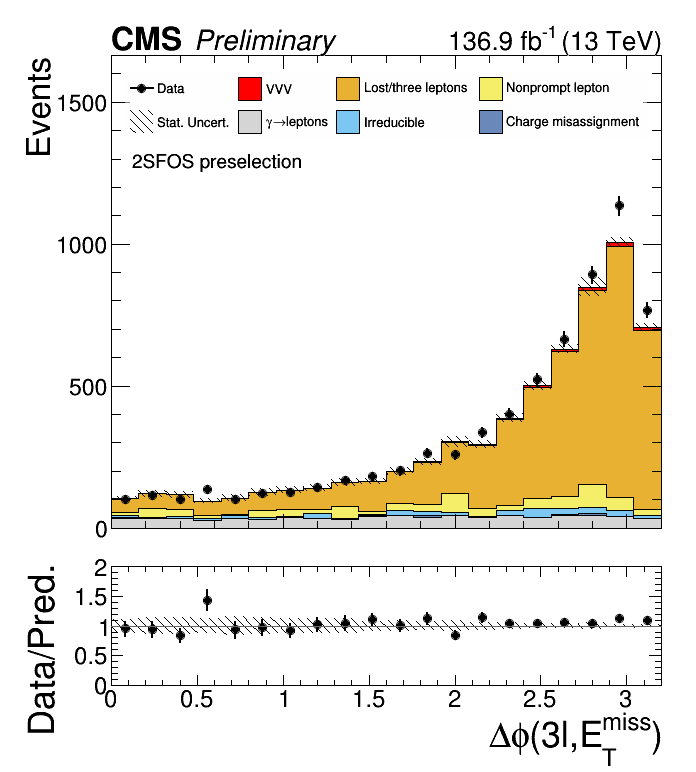 CMS Preliminary 136.9 fb⁻¹ (13 TeV)
Events
Data VVV Lost/three leptons Nonprompt lepton
Stat. Uncert. γ→leptons Irreducible Charge misassignment
2SFOS preselection
1500
1000
500
0
Data/Pred.
2
1.5
1
0.5
0
0 0.5 1 1.5 2 2.5 3
Δϕ(3l,E_T^miss)